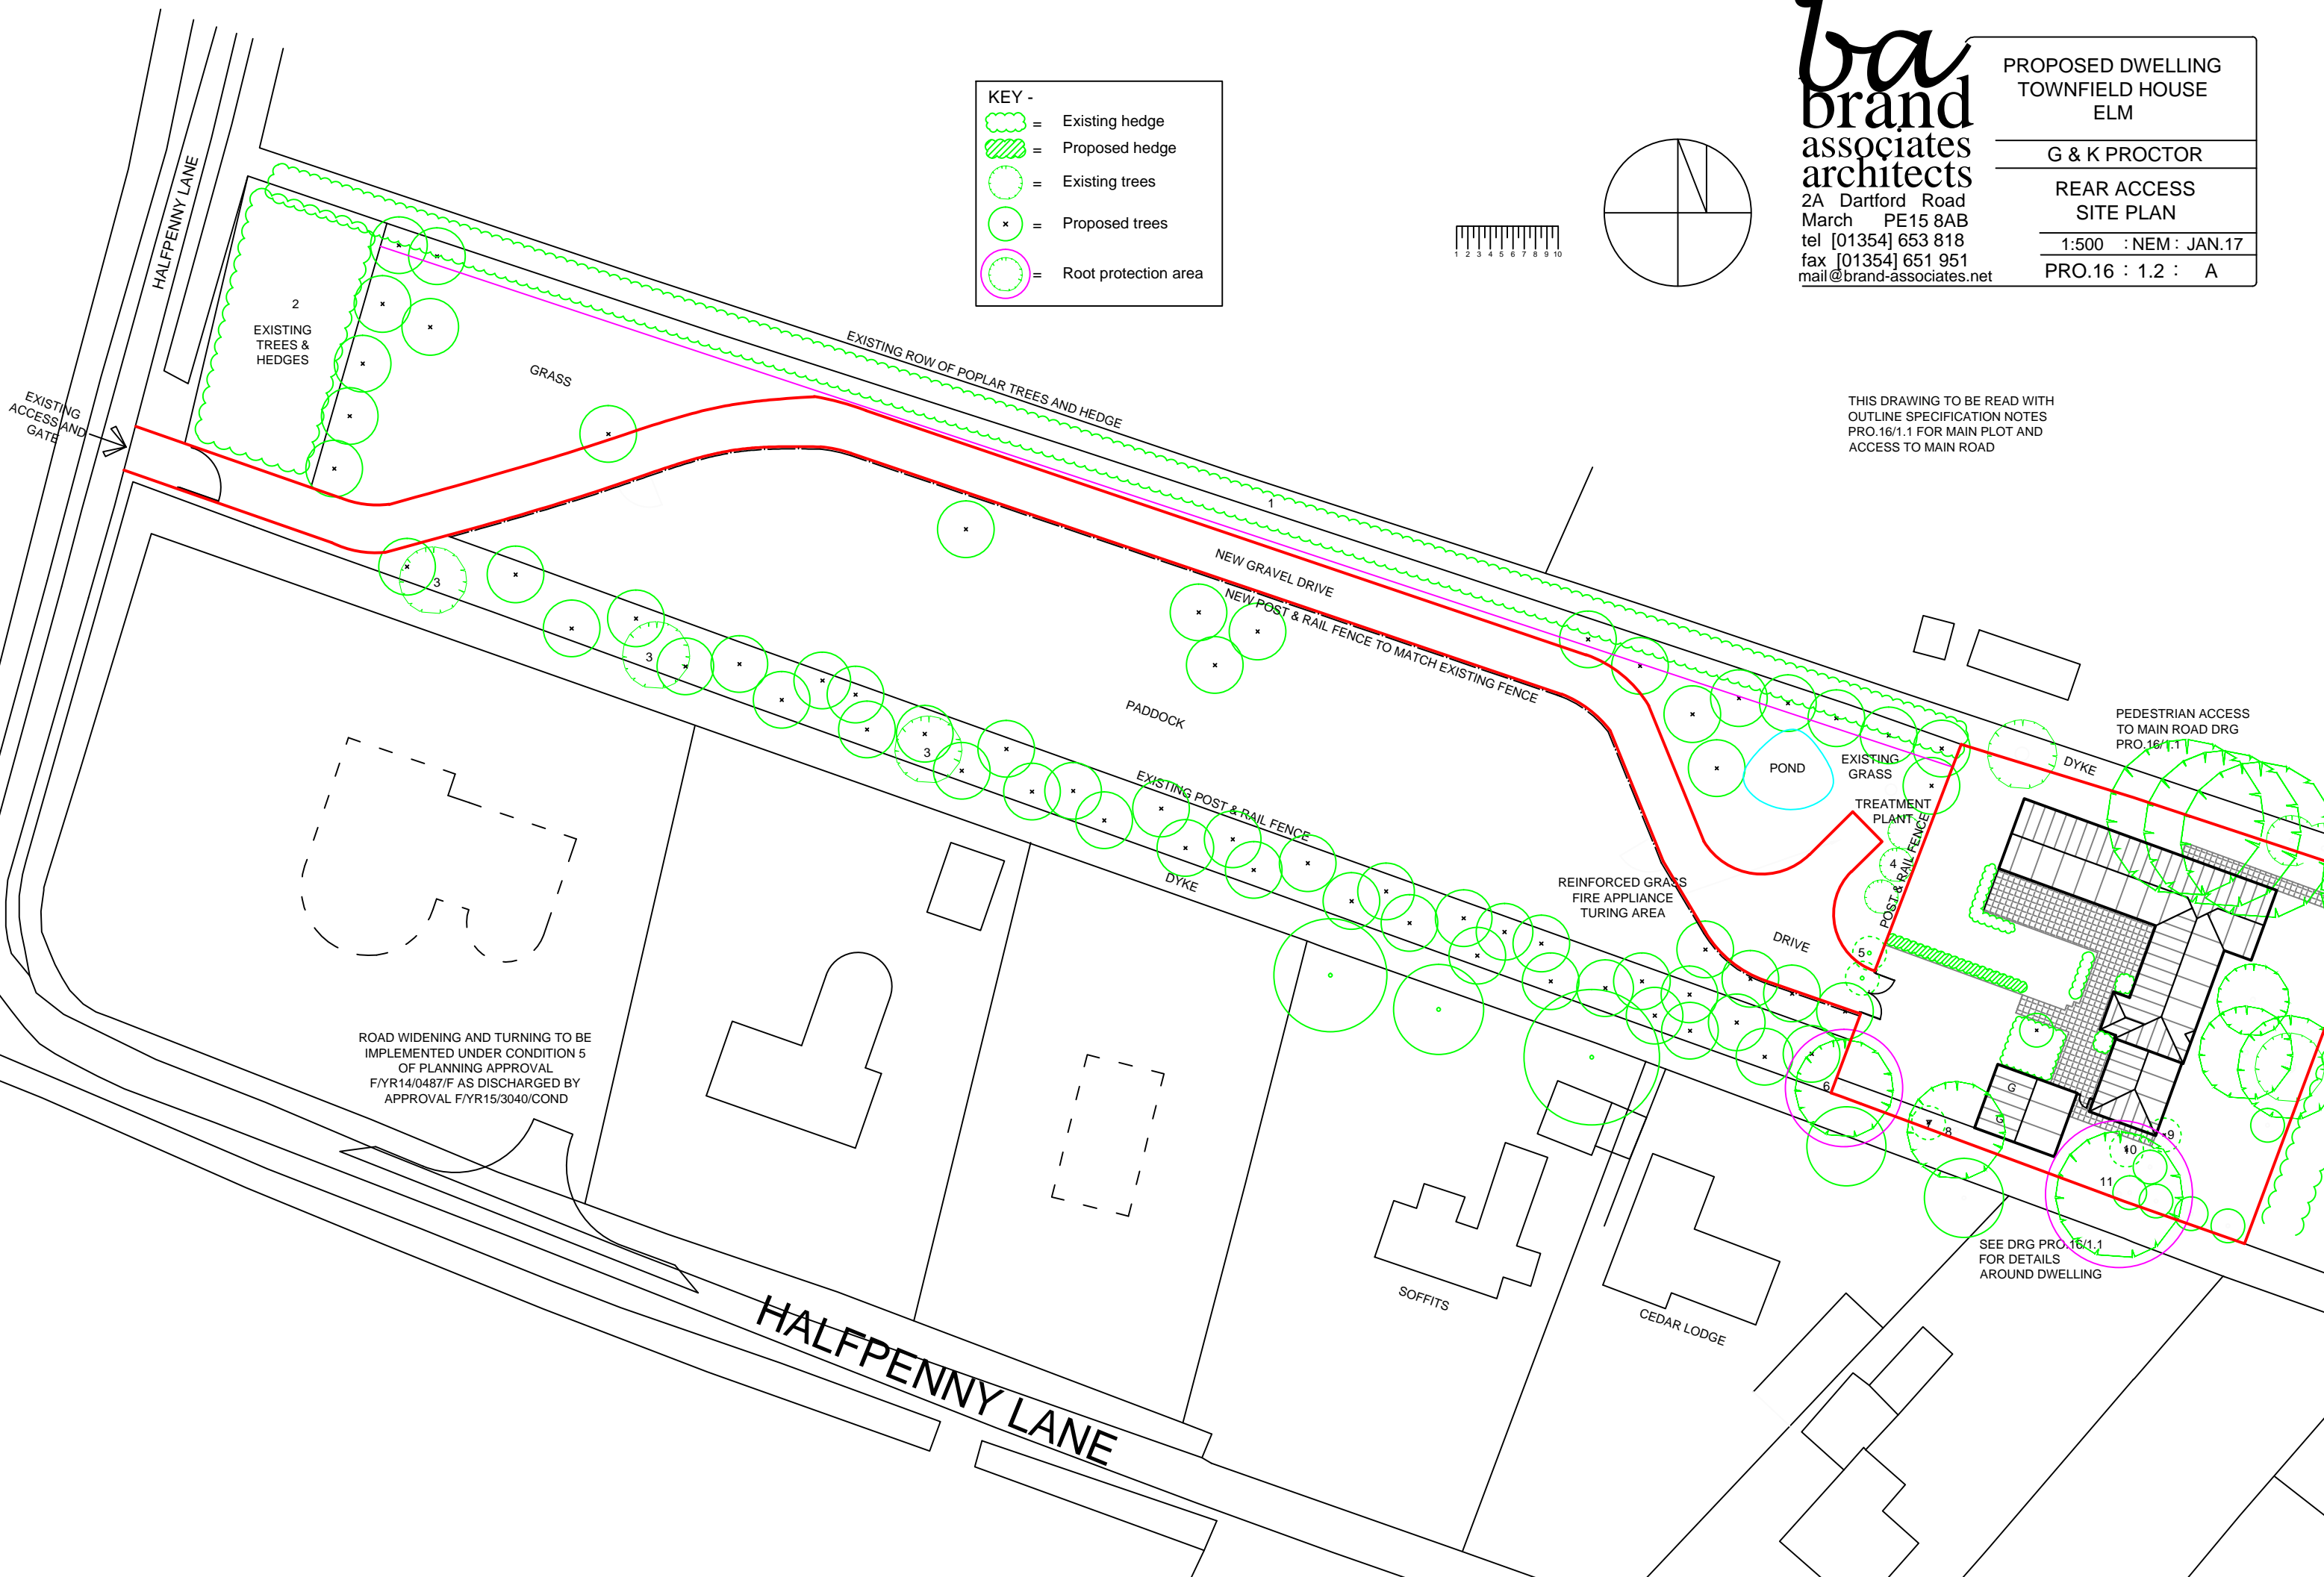 ba
brand
associates
architects
2A Dartford Road
March PE15 8AB
tel [01354] 653 818
fax [01354] 651 951
mail@brand-associates.net
PROPOSED DWELLING
TOWNFIELD HOUSE
ELM
G & K PROCTOR
REAR ACCESS
SITE PLAN
1:500 : NEM : JAN.17
PRO.16 : 1.2 : A
KEY -
= Existing hedge
= Proposed hedge
= Existing trees
= Proposed trees
= Root protection area
1 2 3 4 5 6 7 8 9 10
HALFPENNY LANE
2
EXISTING
TREES &
HEDGES
EXISTING
ACCESS AND
GATE
GRASS
EXISTING ROW OF POPLAR TREES AND HEDGE
1
THIS DRAWING TO BE READ WITH
OUTLINE SPECIFICATION NOTES
PRO.16/1.1 FOR MAIN PLOT AND
ACCESS TO MAIN ROAD
NEW GRAVEL DRIVE
NEW POST & RAIL FENCE TO MATCH EXISTING FENCE
3
3
3
PADDOCK
EXISTING POST & RAIL FENCE
DYKE
POND
EXISTING
GRASS
TREATMENT
PLANT
POST & RAIL FENCE
4
5
PEDESTRIAN ACCESS
TO MAIN ROAD DRG
PRO.16/1.1
DYKE
REINFORCED GRASS
FIRE APPLIANCE
TURING AREA
DRIVE
6
8
G
G
9
10
11
SEE DRG PRO.16/1.1
FOR DETAILS
AROUND DWELLING
ROAD WIDENING AND TURNING TO BE
IMPLEMENTED UNDER CONDITION 5
OF PLANNING APPROVAL
F/YR14/0487/F AS DISCHARGED BY
APPROVAL F/YR15/3040/COND
SOFFITS
CEDAR LODGE
HALFPENNY LANE